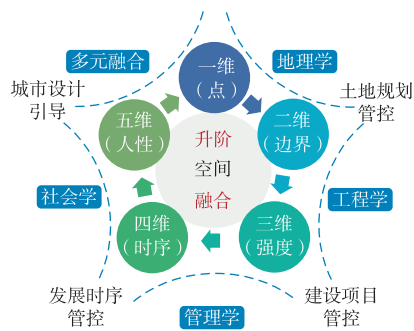 多元融合
地理学
一维
（点）
城市设计
引导
土地规划
管控
五维
（人性）
二维
（边界）
升阶
空间
融合
社会学
工程学
四维
（时序）
三维
（强度）
发展时序
管控
管理学
建设项目
管控